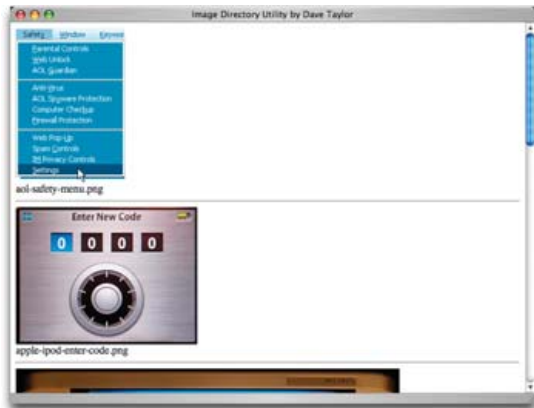 Image Directory Utility by Dave Taylor
Safety Window Keywo
Parental Controls
Web Unlock
AOL Guardian
Anti-Virus
AOL Spyware Protection
Computer Checkup
Firewall Protection
Web Pop-Up
Spam Controls
IM Privacy Controls
Settings
aol-safety-menu.png
Enter New Code
0 0 0 0
apple-ipod-enter-code.png